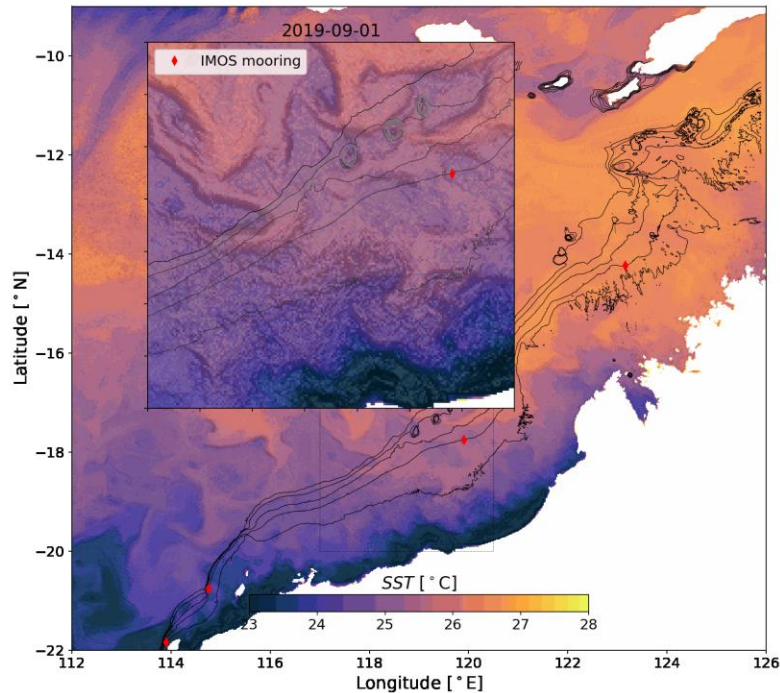 2019-09-01
IMOS mooring
−10
−12
−14
−16
−18
−20
−22
Latitude [°N]
SST [°C]
23 24 25 26 27 28
112 114 116 118 120 122 124 126
Longitude [°E]